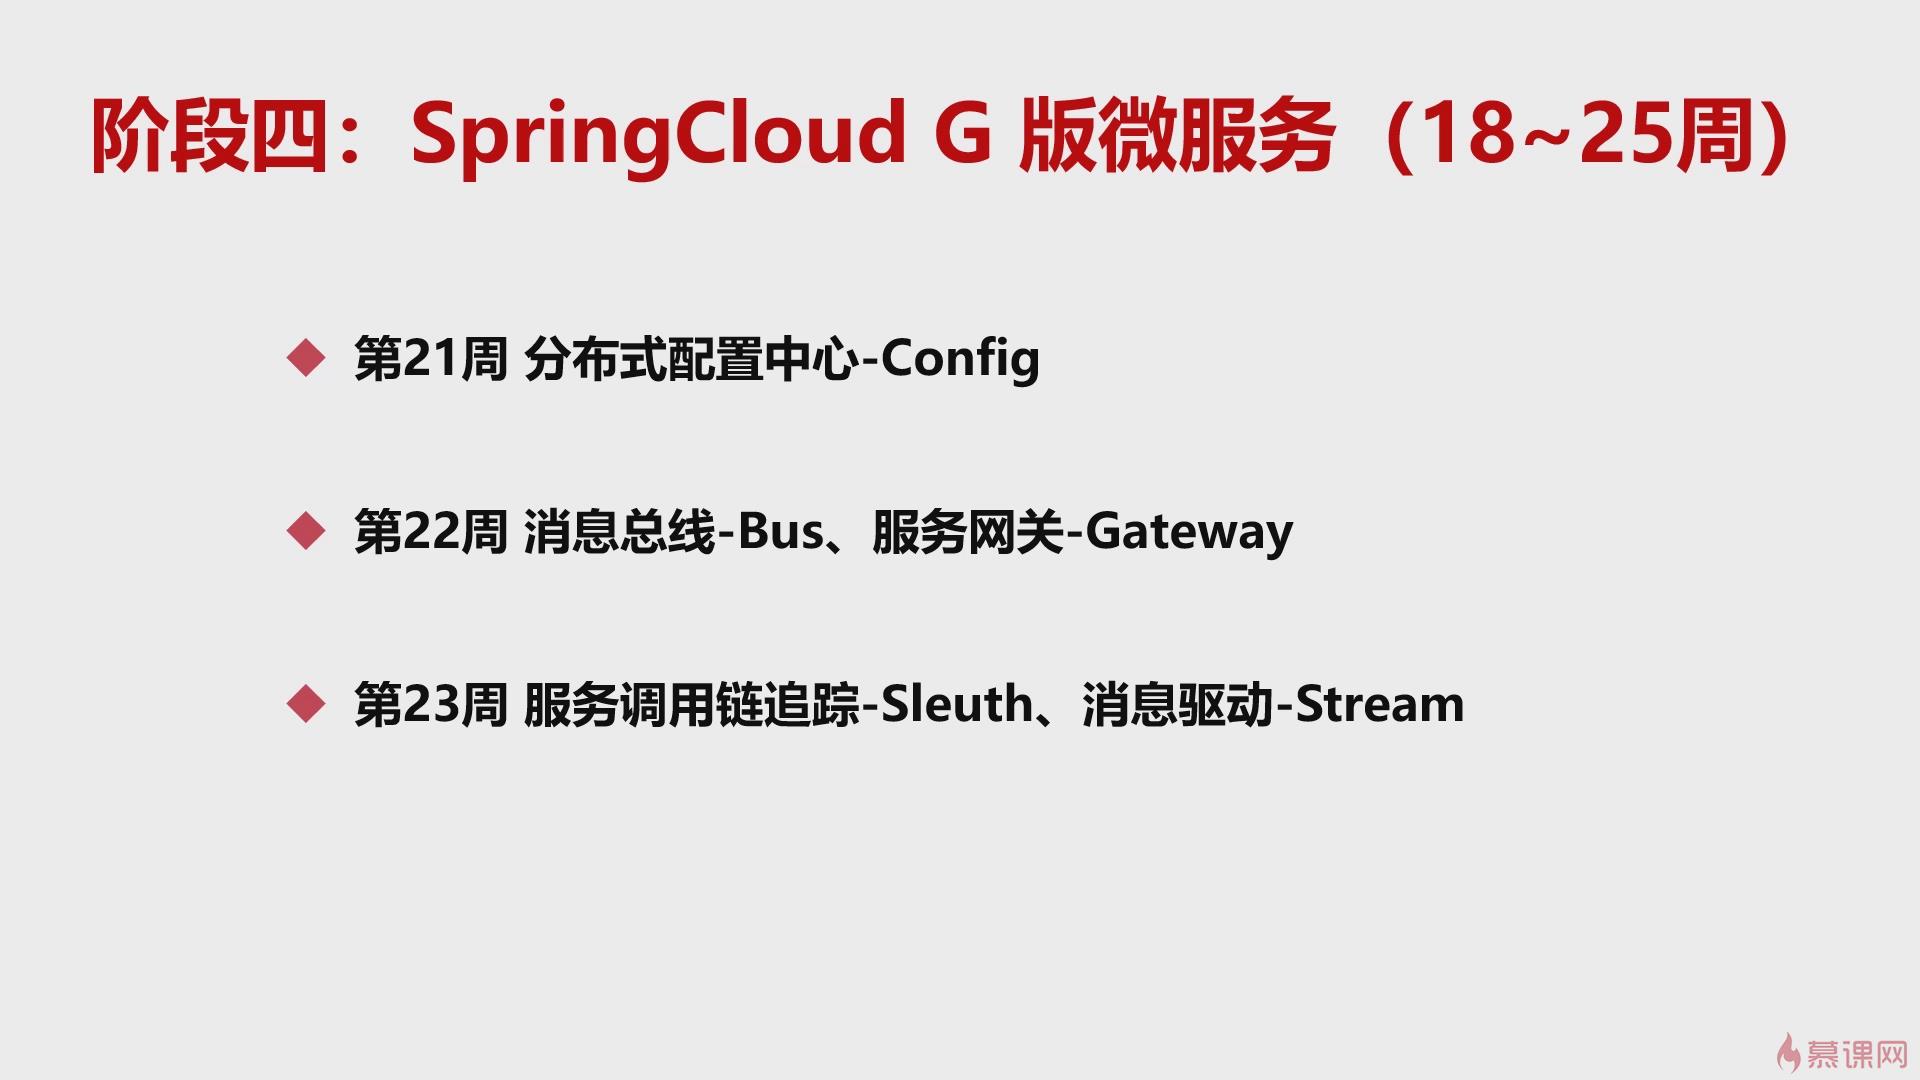 阶段四：SpringCloud G 版微服务（18~25周）
第21周 分布式配置中心-Config
第22周 消息总线-Bus、服务网关-Gateway
第23周 服务调用链追踪-Sleuth、消息驱动-Stream
慕课网